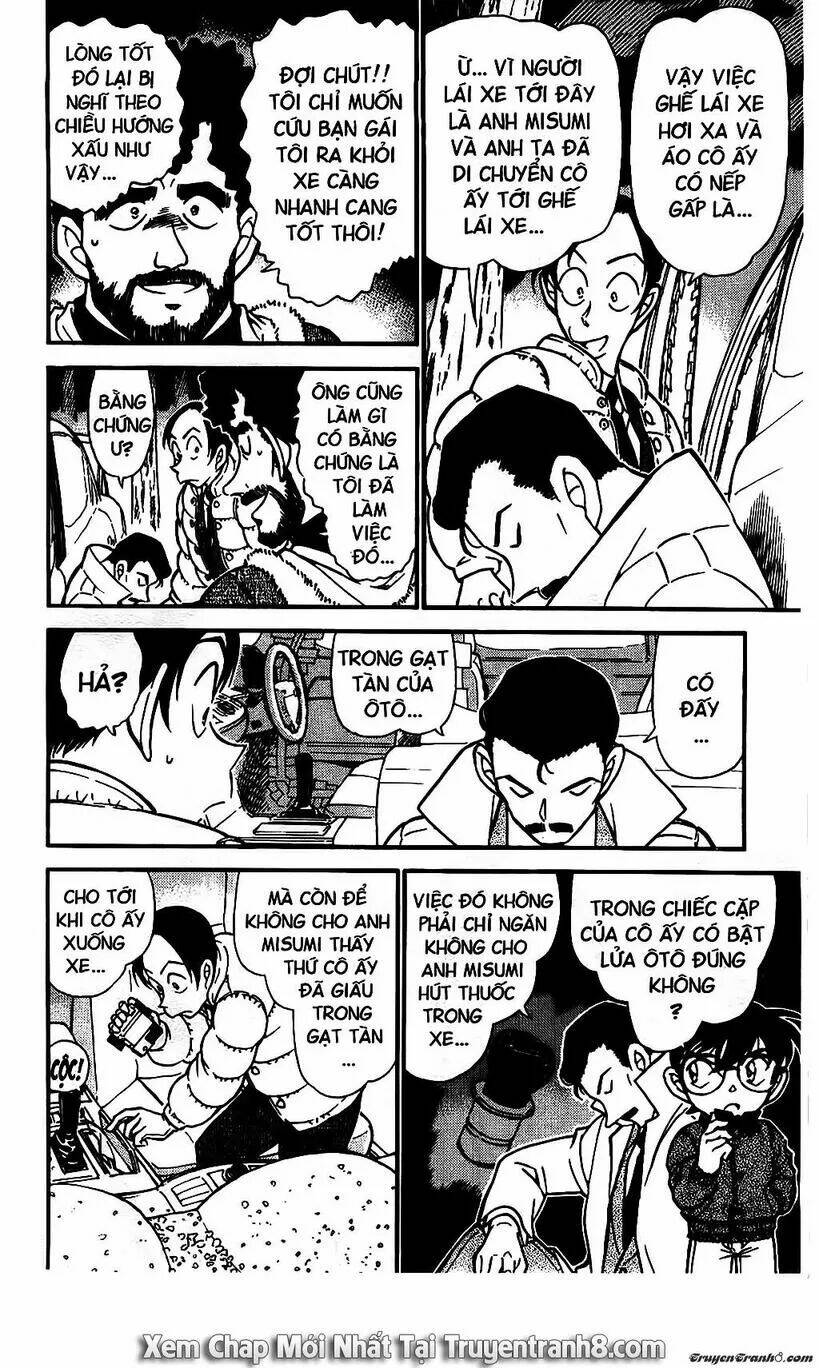 VẬY VIỆC
GHẾ LÁI XE
HƠI XA VÀ
ÁO CÔ ẤY
CÓ NẾP
GẤP LÀ...
Ừ... VÌ NGƯỜI
LÁI XE TỚI ĐÂY
LÀ ANH MISUMI
VÀ ANH TA ĐÃ
DI CHUYỂN CÔ
ẤY TỚI GHẾ
LÁI XE...
ĐỢI CHÚT!!
TÔI CHỈ MUỐN
CỨU BẠN GÁI
TÔI RA KHỎI
XE CÀNG
NHANH CANG
TỐT THÔI!
LÒNG TỐT
ĐÓ LẠI BỊ
NGHĨ THEO
CHIỀU HƯỚNG
XẤU NHƯ
VẬY...
ÔNG CŨNG
LÀM GÌ
CÓ BẰNG
CHỨNG LÀ
TÔI ĐÃ
LÀM
VIỆC
ĐÓ...
BẰNG
CHỨNG
Ư?
CÓ
ĐẤY
...
TRONG GẠT
TÀN CỦA
ÔTÔ...
HẢ?
TRONG CHIẾC CẶP
CỦA CÔ ẤY CÓ BẬT
LỬA ÔTÔ ĐÚNG
KHÔNG
?
VIỆC ĐÓ KHÔNG
PHẢI CHỈ NGĂN
KHÔNG CHO
ANH MISUMI
HÚT THUỐC
TRONG
XE...
MÀ CÒN ĐỂ
KHÔNG CHO ANH
MISUMI THẤY
THỨ CÔ ẤY
ĐÃ GIẤU
TRONG
GẠT TÀN
...
CHO TỚI
KHI CÔ ẤY
XUỐNG
XE...
CỘC!
Xem Chap Mới Nhất Tại Truyentranh8.com
TruyenTranh8.com